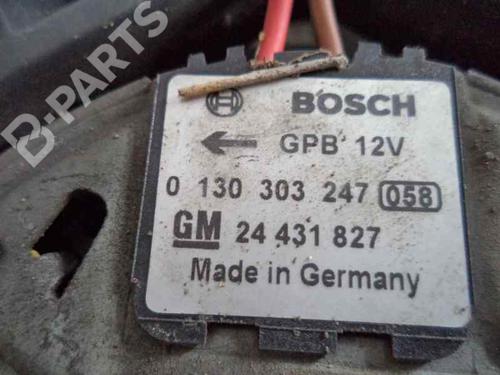 B-PARTS
BOSCH
← GPB 12V
0 130 303 247 058
GM 24 431 827
Made in Germany